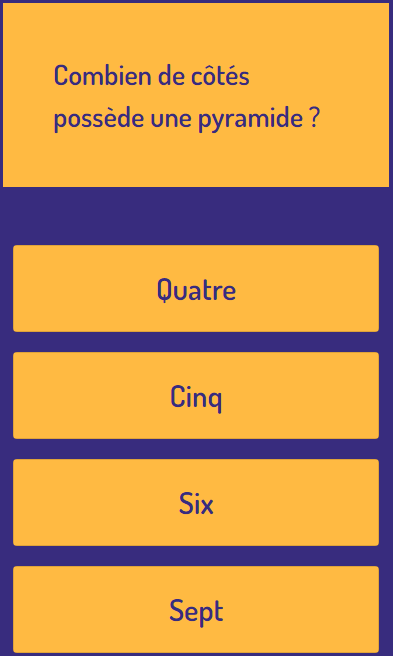 Combien de côtés
possède une pyramide ?
Quatre
Cinq
Six
Sept